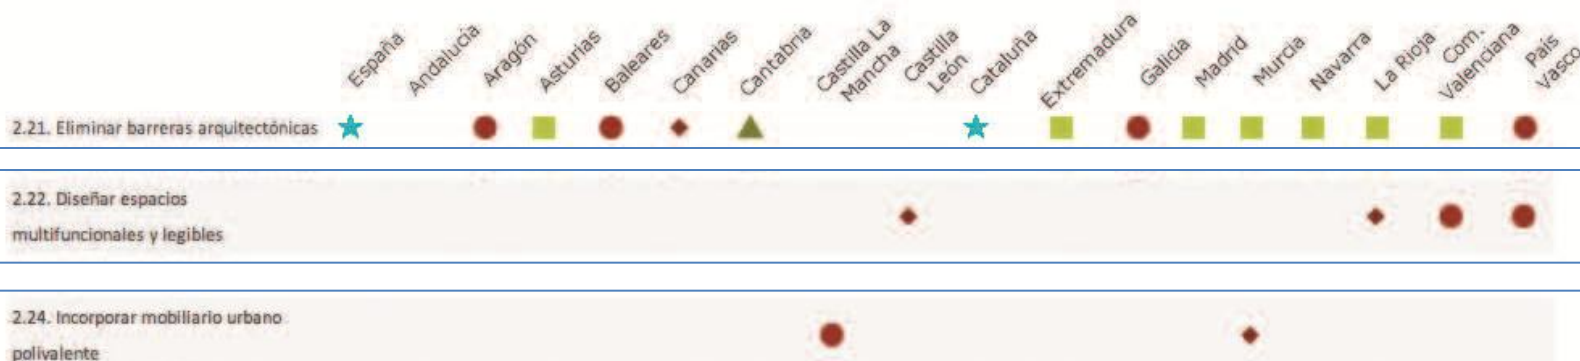 España
Andalucía
Aragón
Asturias
Baleares
Canarias
Cantabria
Castilla La
Mancha
Castilla
León
Cataluña
Extremadura
Galicia
Madrid
Murcia
Navarra
La Rioja
Com.
Valenciana
País
Vasco
2.21. Eliminar barreras arquitectónicas
2.22. Diseñar espacios
multifuncionales y legibles
2.24. Incorporar mobiliario urbano
polivalente